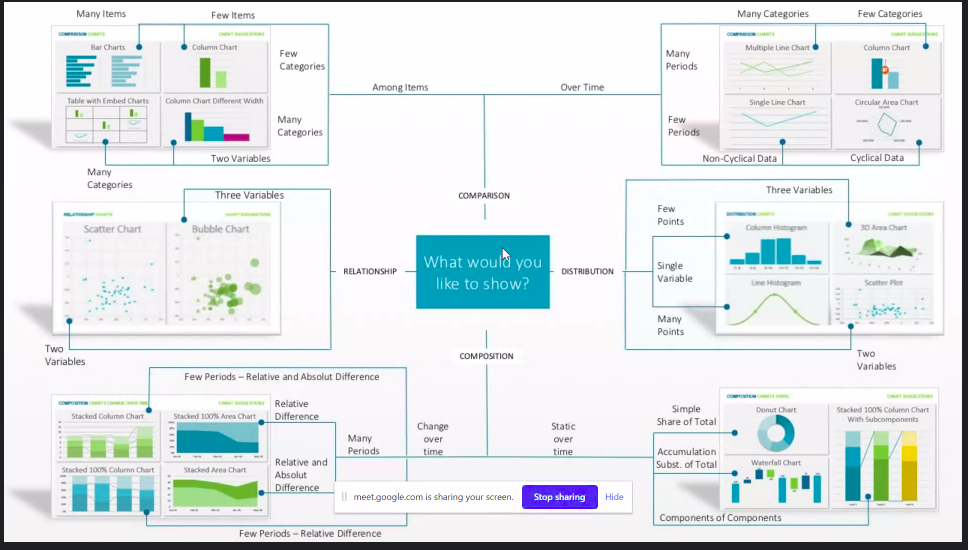 Many Items
Few Items
COMPARISON CHARTS
CHART SUGGESTIONS
Bar Charts
Column Chart
Table with Embed Charts
Column Chart Different Width
Few
Categories
Many
Categories
Two Variables
Many
Categories
Among Items
Over Time
Many Categories
Few Categories
Many
Periods
Few
Periods
COMPARISON CHARTS
CHART SUGGESTIONS
Multiple Line Chart
Column Chart
Single Line Chart
Circular Area Chart
Non-Cyclical Data
Cyclical Data
COMPARISON
Three Variables
RELATIONSHIP CHARTS
CHART SUGGESTIONS
Scatter Chart
Bubble Chart
Two
Variables
RELATIONSHIP
What would you
like to show?
DISTRIBUTION
Three Variables
Few
Points
Single
Variable
Many
Points
DISTRIBUTION CHARTS
CHART SUGGESTIONS
Column Histogram
3D Area Chart
Line Histogram
Scatter Plot
Two
Variables
COMPOSITION
Few Periods – Relative and Absolut Difference
COMPOSITION CHARTS CHANGE OVER TIME
CHART SUGGESTIONS
Stacked Column Chart
Stacked 100% Area Chart
Stacked 100% Column Chart
Stacked Area Chart
Relative
Difference
Relative and
Absolut
Difference
Many
Periods
Change
over
time
Static
over
time
Few Periods – Relative Difference
meet.google.com is sharing your screen.
Stop sharing
Hide
Simple
Share of Total
Accumulation
Subst. of Total
Components of Components
COMPOSITION CHARTS STATIC
CHART SUGGESTIONS
Donut Chart
Stacked 100% Column Chart
With Subcomponents
Waterfall Chart